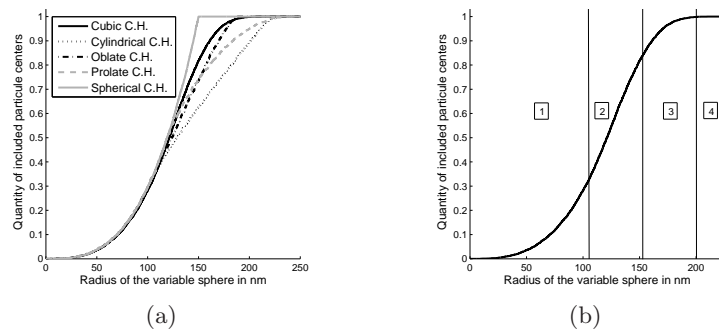 Quantity of included particule centers
1
0.9
0.8
0.7
0.6
0.5
0.4
0.3
0.2
0.1
0
Cubic C.H.
Cylindrical C.H.
Oblate C.H.
Prolate C.H.
Spherical C.H.
0 50 100 150 200 250
Radius of the variable sphere in nm
(a)
Quantity of included particule centers
1
0.9
0.8
0.7
0.6
0.5
0.4
0.3
0.2
0.1
0
1 2 3 4
0 50 100 150 200
Radius of the variable sphere in nm
(b)